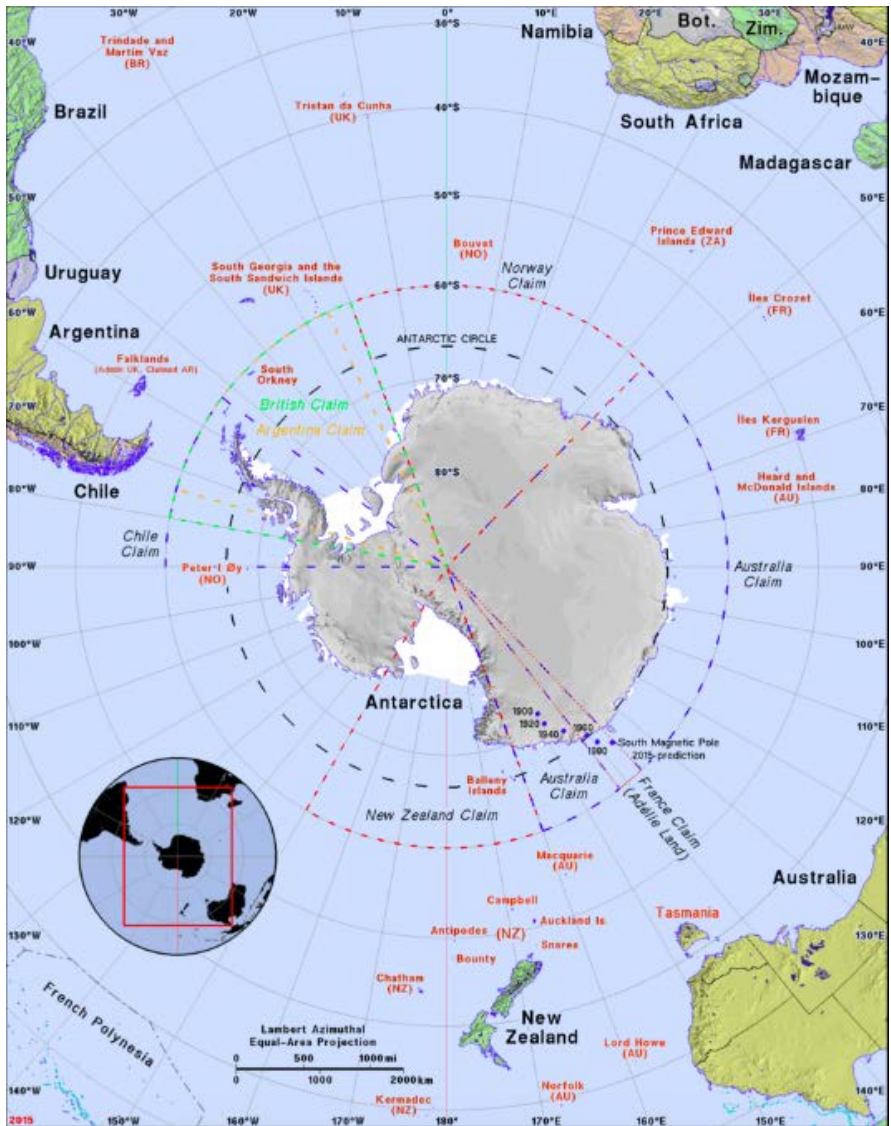 40°W
30°W
20°W
10°W
0°
30°S
10°E
20°E
30°E
40°E
Namibia
Bot.
Zim.
MW
Mozam-
bique
Trindade and
Martim Vaz
(BR)
Brazil
Tristan da Cunha
(UK)
40°S
South Africa
Madagascar
50°W
50°S
50°E
Bouvet
(NO)
Prince Edward
Islands (ZA)
Uruguay
South Georgia and the
South Sandwich Islands
(UK)
Norway
Claim
60°W
60°S
Îles Crozet
(FR)
60°E
Argentina
ANTARCTIC CIRCLE
Falklands
(Admin UK, Claimed AR)
South
Orkney
70°S
70°W
70°E
British Claim
Argentina Claim
Îles Kerguelen
(FR)
80°S
Heard and
McDonald Islands
(AU)
Chile
80°W
80°E
Chile
Claim
90°W
Peter I Øy
(NO)
Australia
Claim
90°E
100°W
100°E
Antarctica
1900
1920
1940
1960
1980
South Magnetic Pole
2015-prediction
110°W
110°E
Balleny
Islands
Australia
Claim
France Claim
(Adélie Land)
New Zealand Claim
120°W
120°E
Macquarie
(AU)
Australia
Campbell
Auckland Is.
Tasmania
Antipodes
(NZ)
130°W
130°E
Bounty
Snares
Chatham
(NZ)
French Polynesia
New
Zealand
Lambert Azimuthal
Equal-Area Projection
0
500
1000mi
0
1000
2000km
Lord Howe
(AU)
Norfolk
(AU)
Kermadec
(NZ)
140°W
140°E
2015
150°W
160°W
170°W
180°
170°E
160°E
150°E